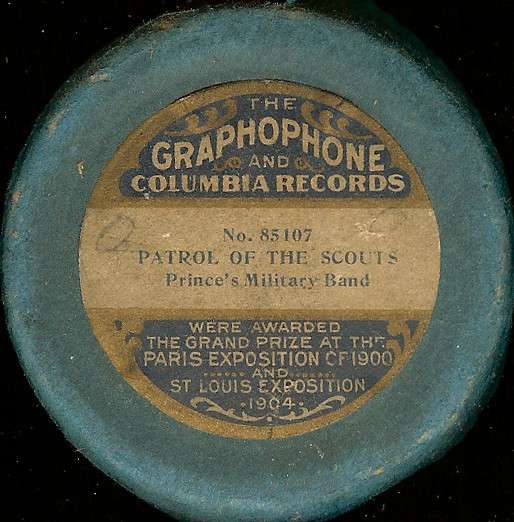 THE
GRAPHOPHONE
AND
COLUMBIA RECORDS
No. 85107
PATROL OF THE SCOUTS
Prince's Military Band
WERE AWARDED
THE GRAND PRIZE AT THE
PARIS EXPOSITION OF 1900
AND
ST LOUIS EXPOSITION
·1904·